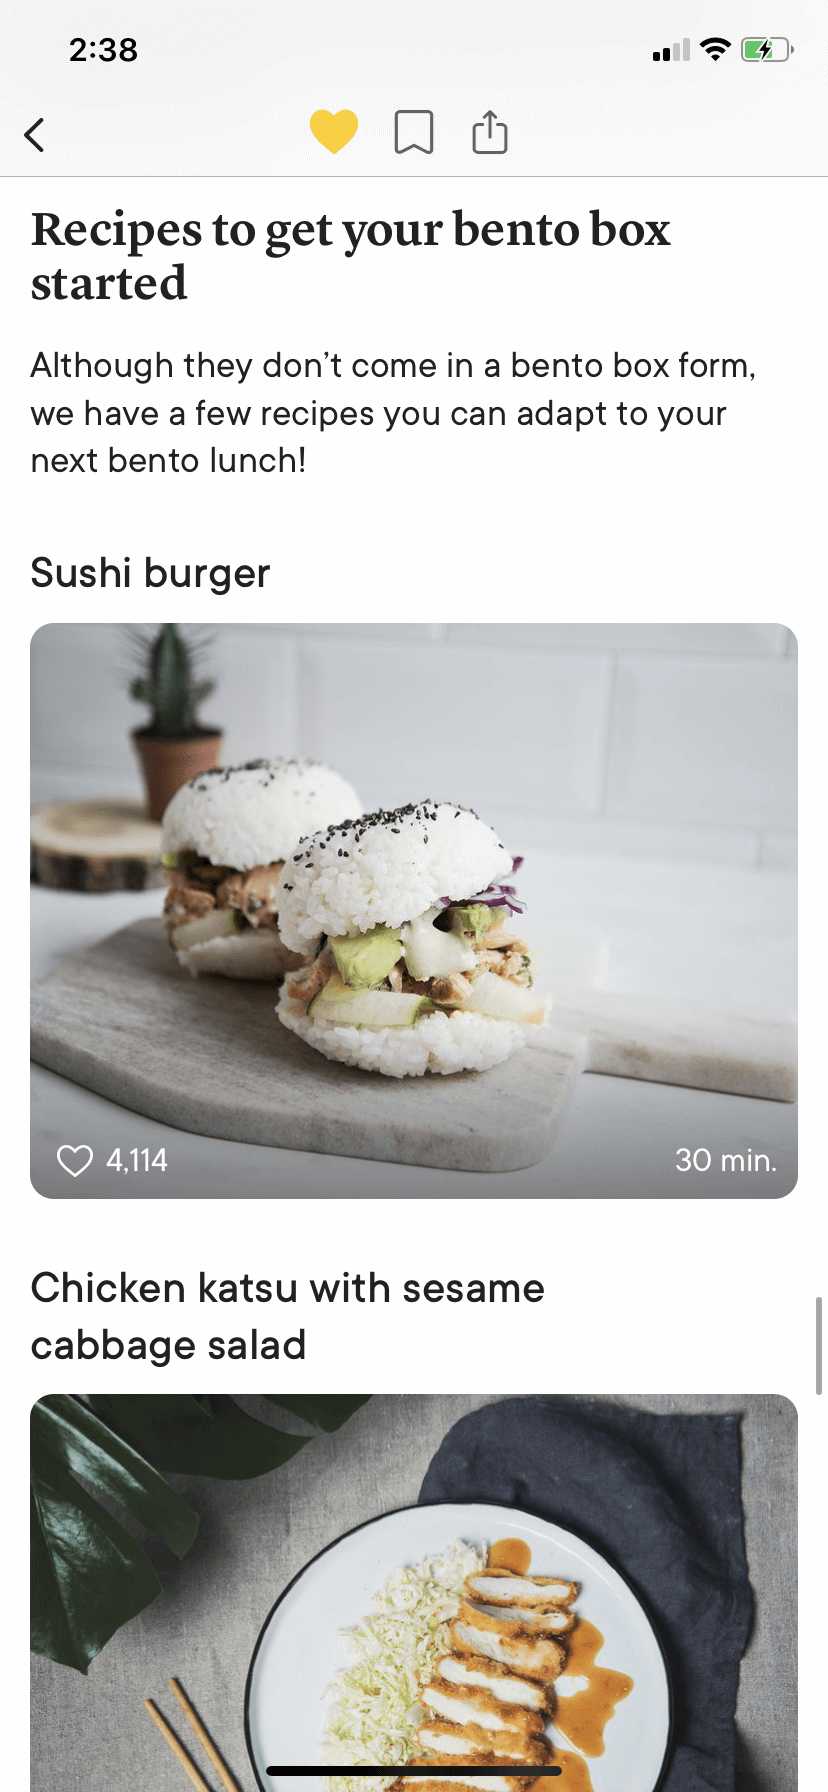 2:38
Recipes to get your bento box
started
Although they don’t come in a bento box form,
we have a few recipes you can adapt to your
next bento lunch!
Sushi burger
4,114
30 min.
Chicken katsu with sesame
cabbage salad